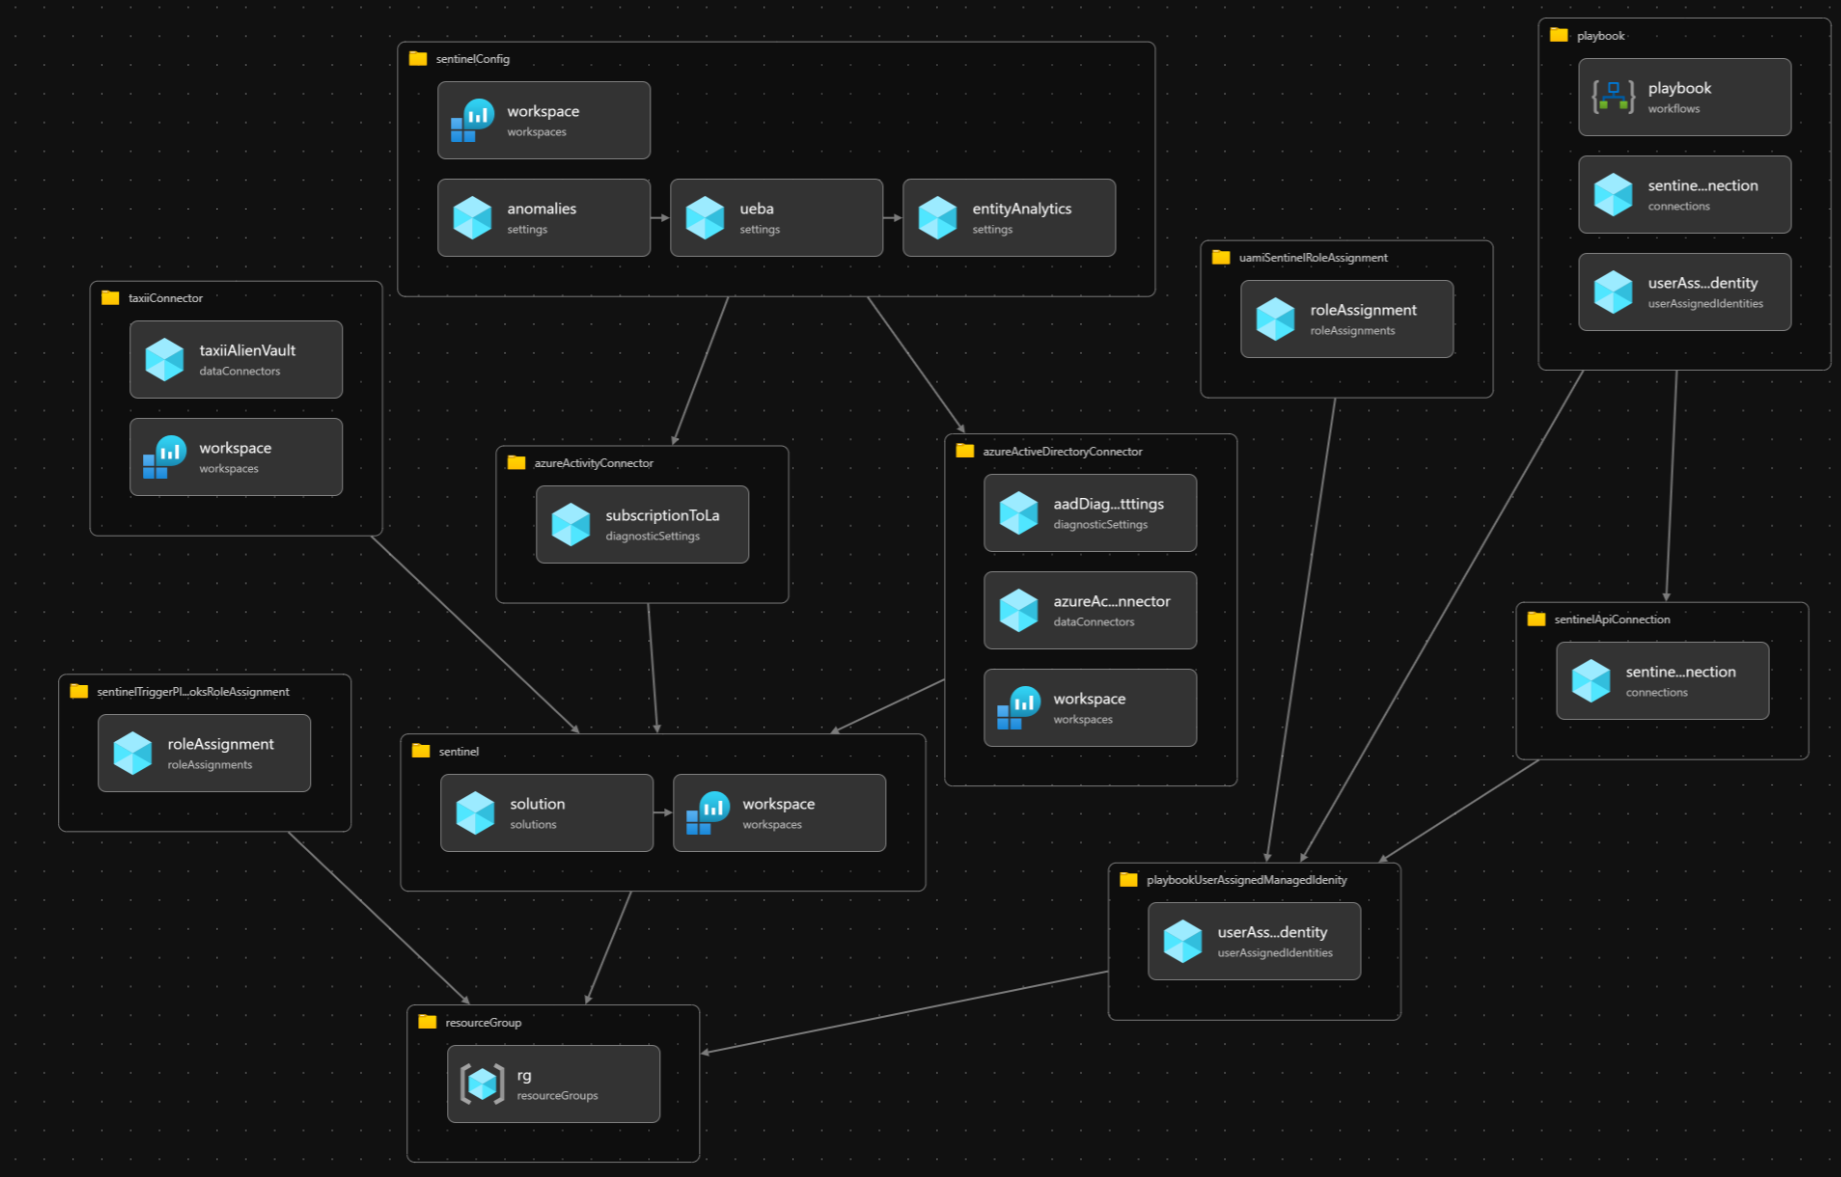 sentinelConfig
workspace
workspaces
anomalies
settings
ueba
settings
entityAnalytics
settings
playbook
playbook
workflows
sentine...nection
connections
userAss...dentity
userAssignedIdentities
uamiSentinelRoleAssignment
roleAssignment
roleAssignments
taxiiConnector
taxiiAlienVault
dataConnectors
workspace
workspaces
azureActivityConnector
subscriptionToLa
diagnosticSettings
azureActiveDirectoryConnector
aadDiag...tttings
diagnosticSettings
azureAc...nnector
dataConnectors
workspace
workspaces
sentinelApiConnection
sentine...nection
connections
sentinelTriggerPl...oksRoleAssignment
roleAssignment
roleAssignments
sentinel
solution
solutions
workspace
workspaces
playbookUserAssignedManagedIdenity
userAss...dentity
userAssignedIdentities
resourceGroup
rg
resourceGroups